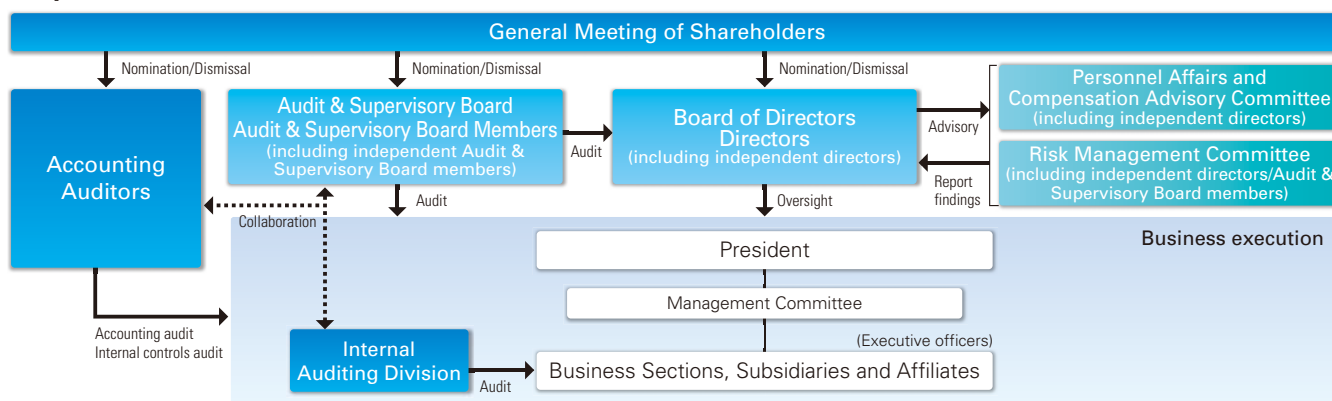 General Meeting of Shareholders
Nomination/Dismissal
Nomination/Dismissal
Nomination/Dismissal
Accounting
Auditors
Audit & Supervisory Board
Audit & Supervisory Board Members
(including independent Audit &
Supervisory Board members)
Audit
Board of Directors
Directors
(including independent directors)
Advisory
Report
findings
Personnel Affairs and
Compensation Advisory Committee
(including independent directors)
Risk Management Committee
(including independent directors/Audit &
Supervisory Board members)
Collaboration
Audit
Oversight
Business execution
President
Management Committee
(Executive officers)
Accounting audit
Internal controls audit
Internal
Auditing Division
Audit
Business Sections, Subsidiaries and Affiliates